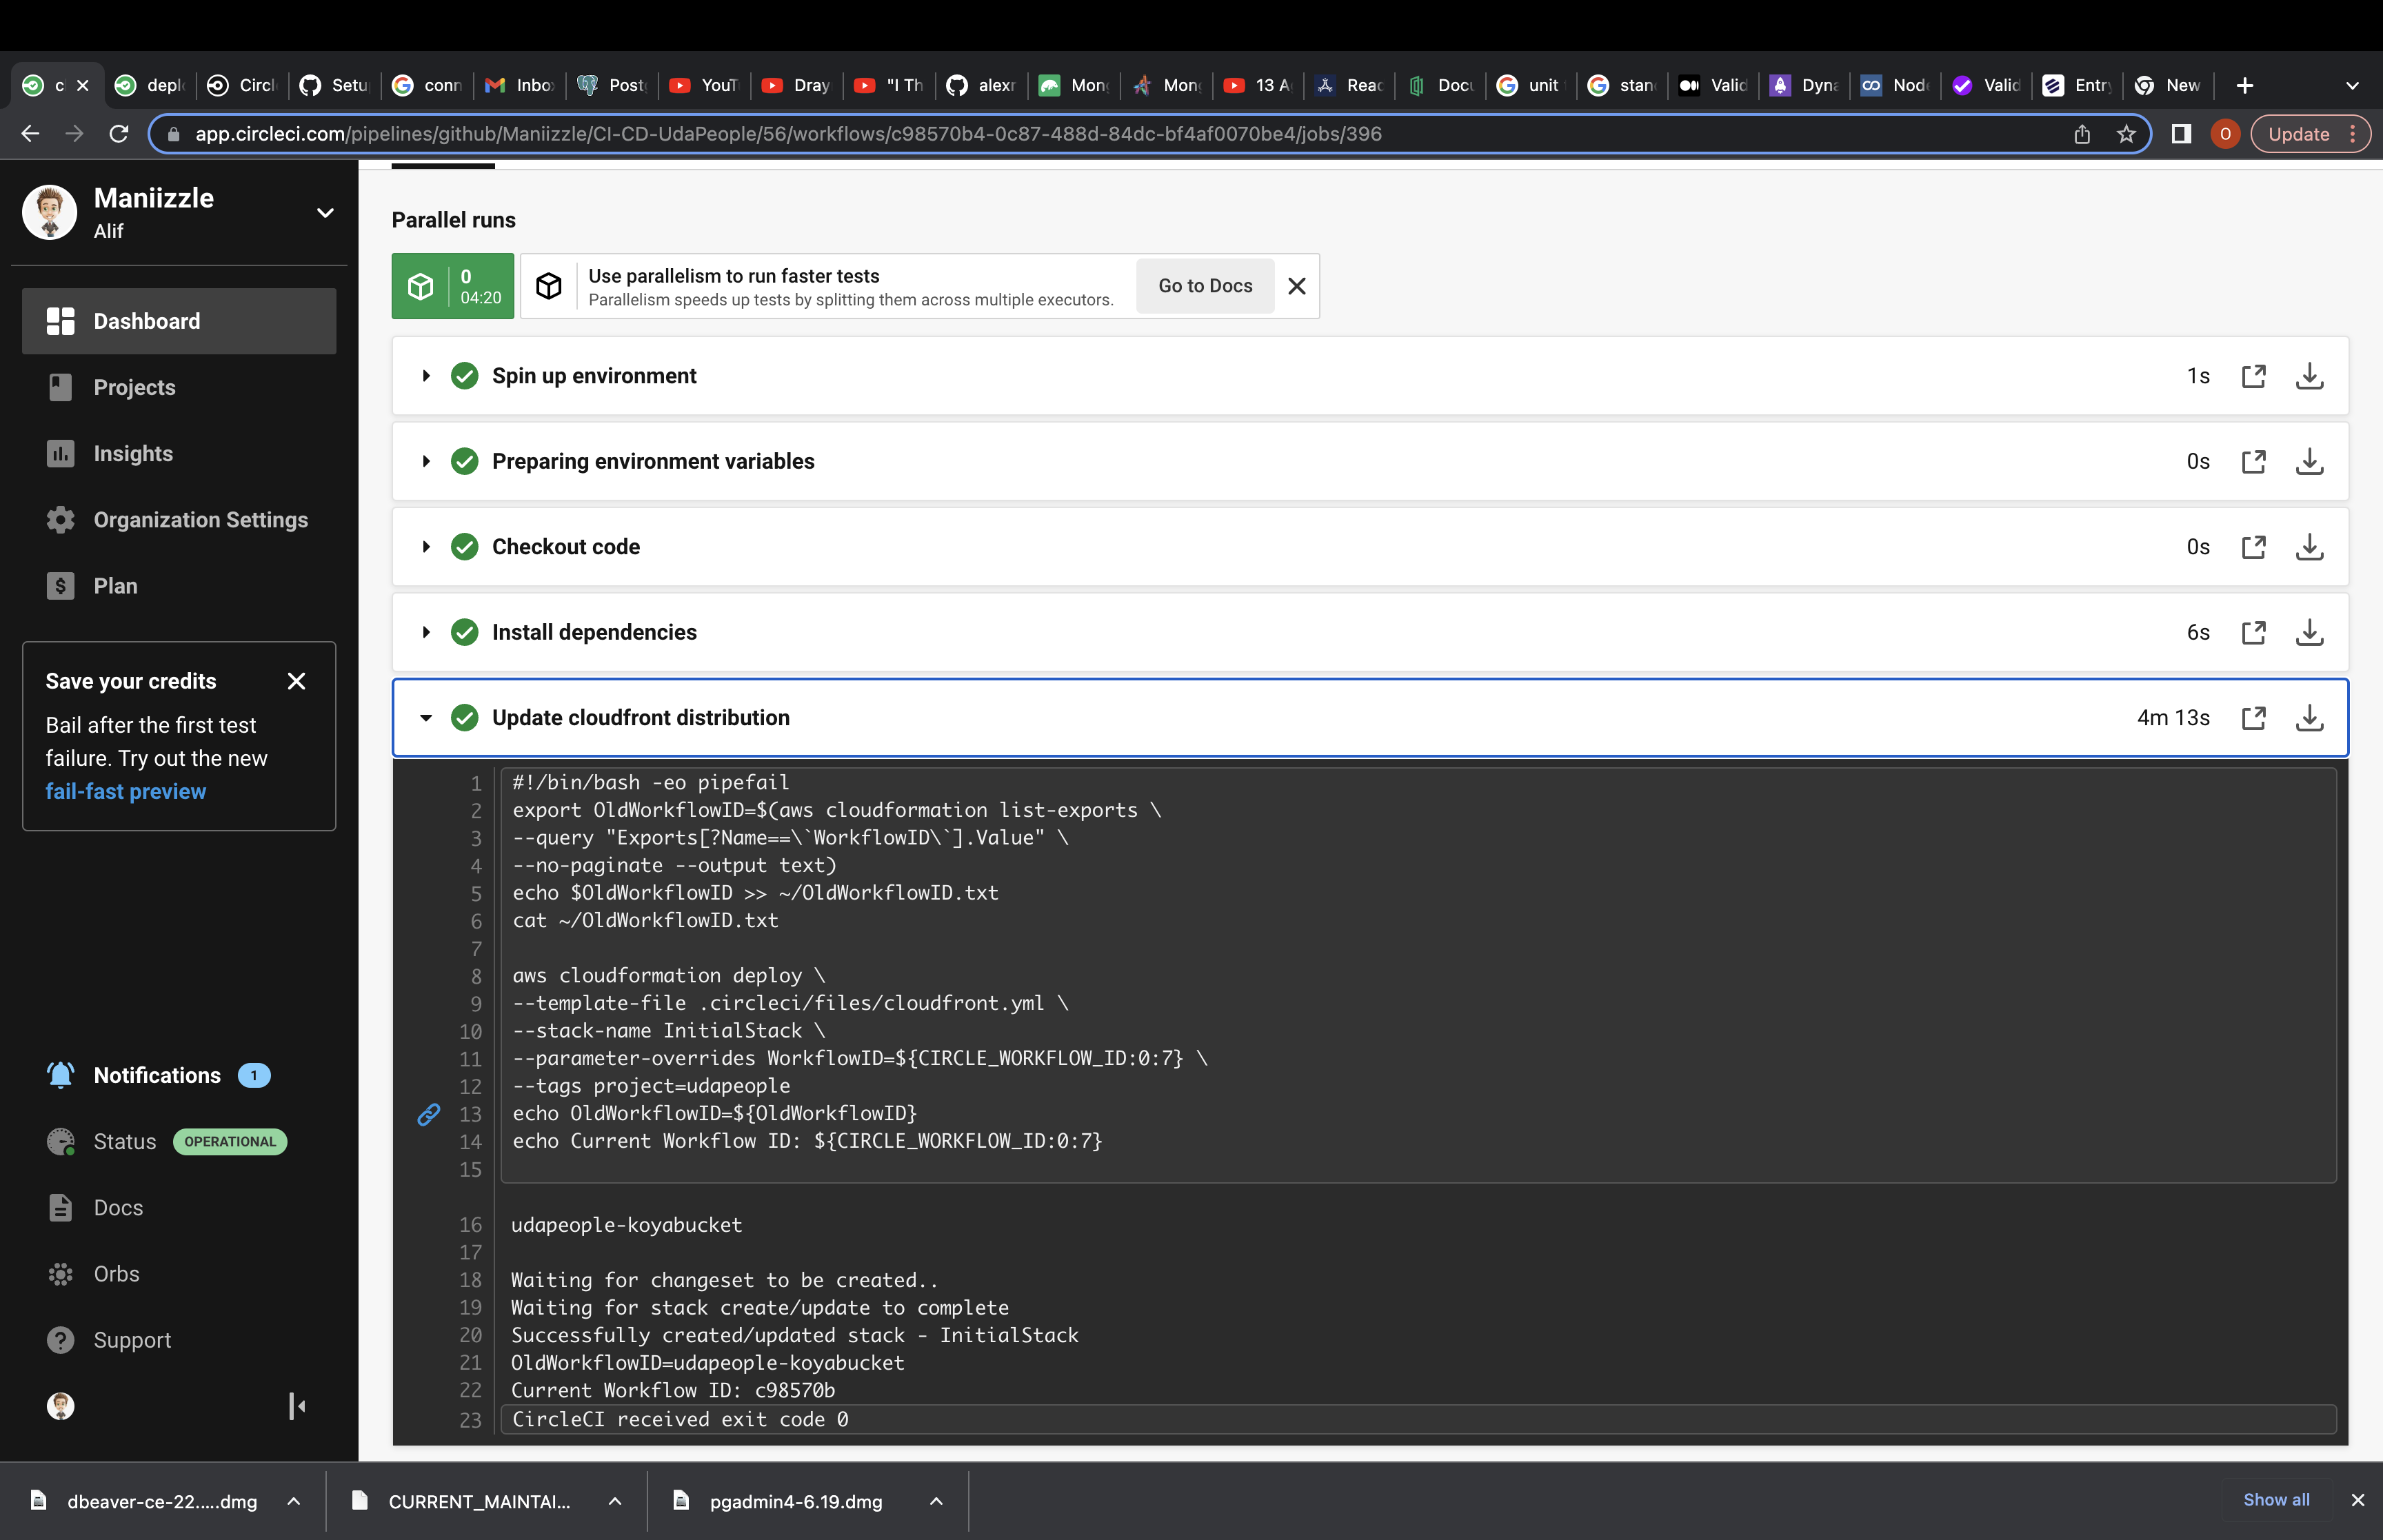 c
depl
Circl
Setu
conn
Inbo
Post
YouT
Dray
"I Th
alexr
Mong
Mong
13 A
Reac
Docu
unit
stan
Valid
Dyna
Node
Valid
Entry
New
app.circleci.com/pipelines/github/Maniizzle/CI-CD-UdaPeople/56/workflows/c98570b4-0c87-488d-84dc-bf4af0070be4/jobs/396
O
Update
Maniizzle
Alif
Dashboard
Projects
Insights
Organization Settings
Plan
Save your credits
Bail after the first test
failure. Try out the new
fail-fast preview
Notifications 1
Status OPERATIONAL
Docs
Orbs
Support
Parallel runs
0
04:20
Use parallelism to run faster tests
Parallelism speeds up tests by splitting them across multiple executors.
Go to Docs
Spin up environment 1s
Preparing environment variables 0s
Checkout code 0s
Install dependencies 6s
Update cloudfront distribution 4m 13s
1 #!/bin/bash -eo pipefail
2 export OldWorkflowID=$(aws cloudformation list-exports \
3 --query "Exports[?Name==\`WorkflowID\`].Value" \
4 --no-paginate --output text)
5 echo $OldWorkflowID >> ~/OldWorkflowID.txt
6 cat ~/OldWorkflowID.txt
7
8 aws cloudformation deploy \
9 --template-file .circleci/files/cloudfront.yml \
10 --stack-name InitialStack \
11 --parameter-overrides WorkflowID=${CIRCLE_WORKFLOW_ID:0:7} \
12 --tags project=udapeople
13 echo OldWorkflowID=${OldWorkflowID}
14 echo Current Workflow ID: ${CIRCLE_WORKFLOW_ID:0:7}
15
16 udapeople-koyabucket
17
18 Waiting for changeset to be created..
19 Waiting for stack create/update to complete
20 Successfully created/updated stack - InitialStack
21 OldWorkflowID=udapeople-koyabucket
22 Current Workflow ID: c98570b
23 CircleCI received exit code 0
dbeaver-ce-22.....dmg
CURRENT_MAINTAI...
pgadmin4-6.19.dmg
Show all